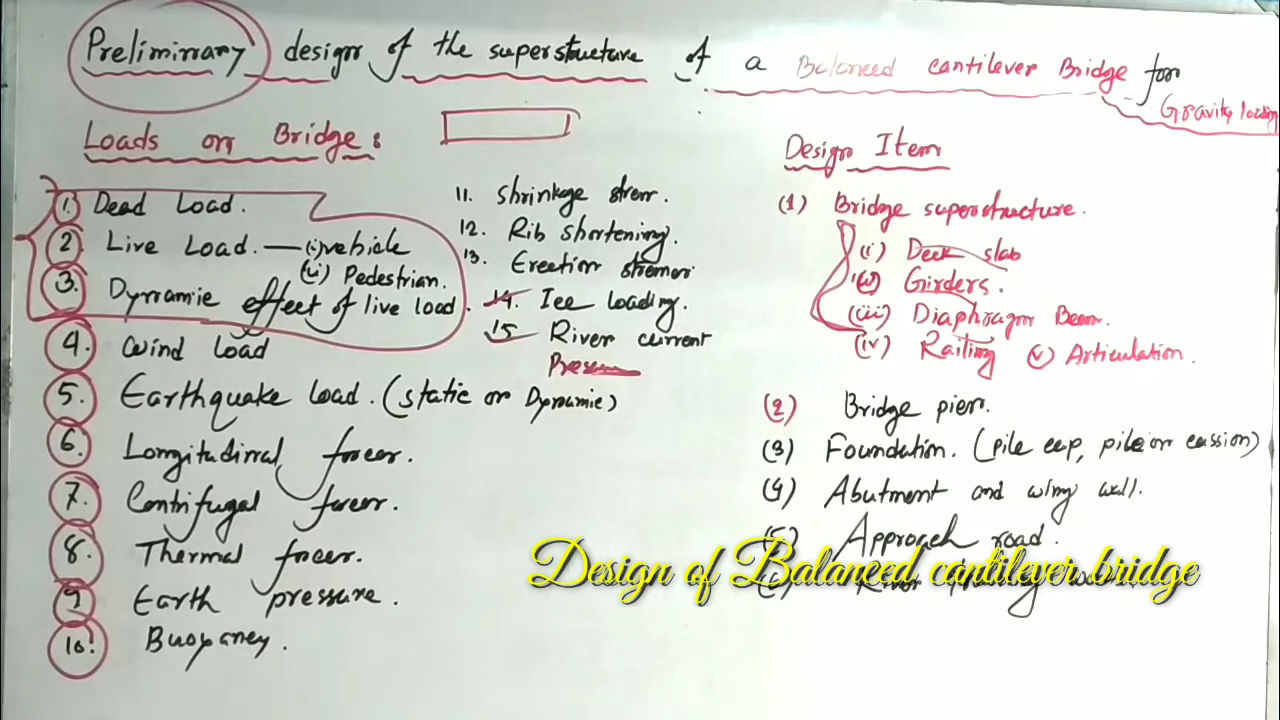 Preliminary design of the superstructure of a Balanced cantilever Bridge for
Gravity loading
Loads on Bridge:
1. Dead Load.
2. Live Load. — (i) vehicle
(ii) Pedestrian.
3. Dynamic effect of live load.
4. Wind load
5. Earthquake load. (static or Dynamic)
6. Longitudinal forces.
7. Centrifugal forces.
8. Thermal forces.
9 Earth pressure.
10. Buoyancy.
11. Shrinkage stress.
12. Rib shortening.
13. Erection stresses
14. Ice loading.
15 River current
Design Item
(1) Bridge superstructure.
(i) Deck slab
(ii) Girders.
(iii) Diaphragm Beam.
(iv) Railing (v) Articulation.
(2) Bridge piers.
(3) Foundation. (pile cap, pile or cassion)
(4) Abutment and wing wall.
(5) Approach road.
River
Design of Balanced cantilever bridge